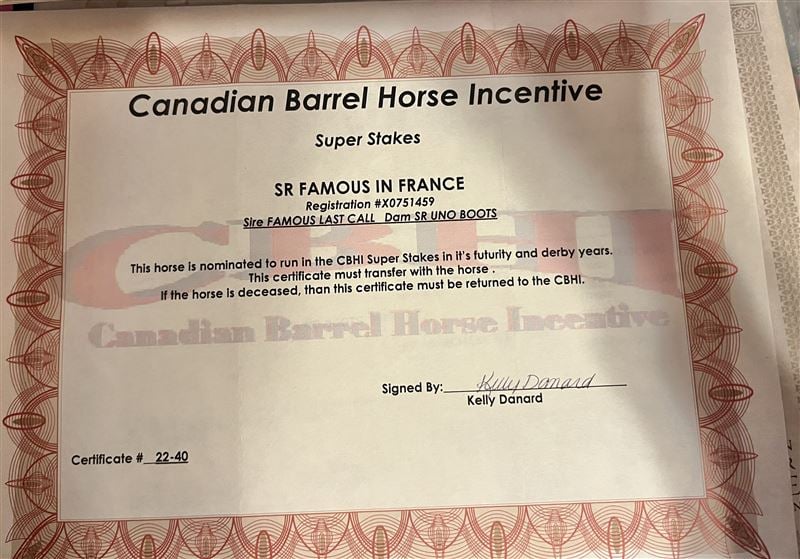 Canadian Barrel Horse Incentive
Super Stakes
SR FAMOUS IN FRANCE
Registration #X0751459
Sire FAMOUS LAST CALL Dam SR UNO BOOTS
CBHI
This horse is nominated to run in the CBHI Super Stakes in it's futurity and derby years.
This certificate must transfer with the horse .
If the horse is deceased, than this certificate must be returned to the CBHI.
Canadian Barrel Horse Incentive
Signed By: Kelly Danard
Kelly Danard
Certificate # 22-40